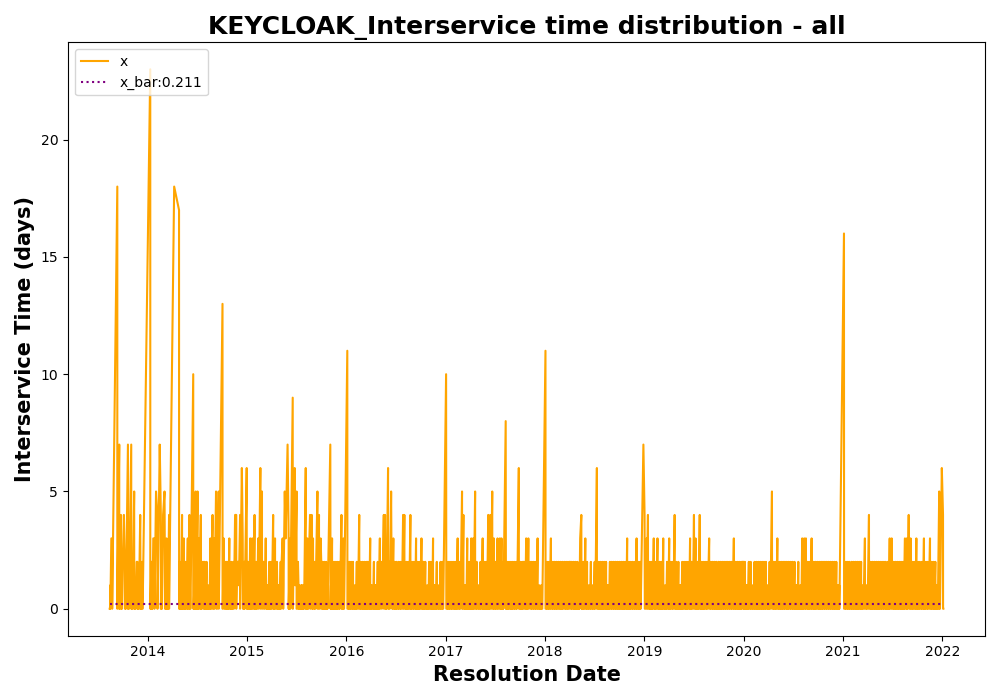 KEYCLOAK_Interservice time distribution - all
x
x_bar:0.211
Interservice Time (days)
20
15
10
5
0
2014 2015 2016 2017 2018 2019 2020 2021 2022
Resolution Date